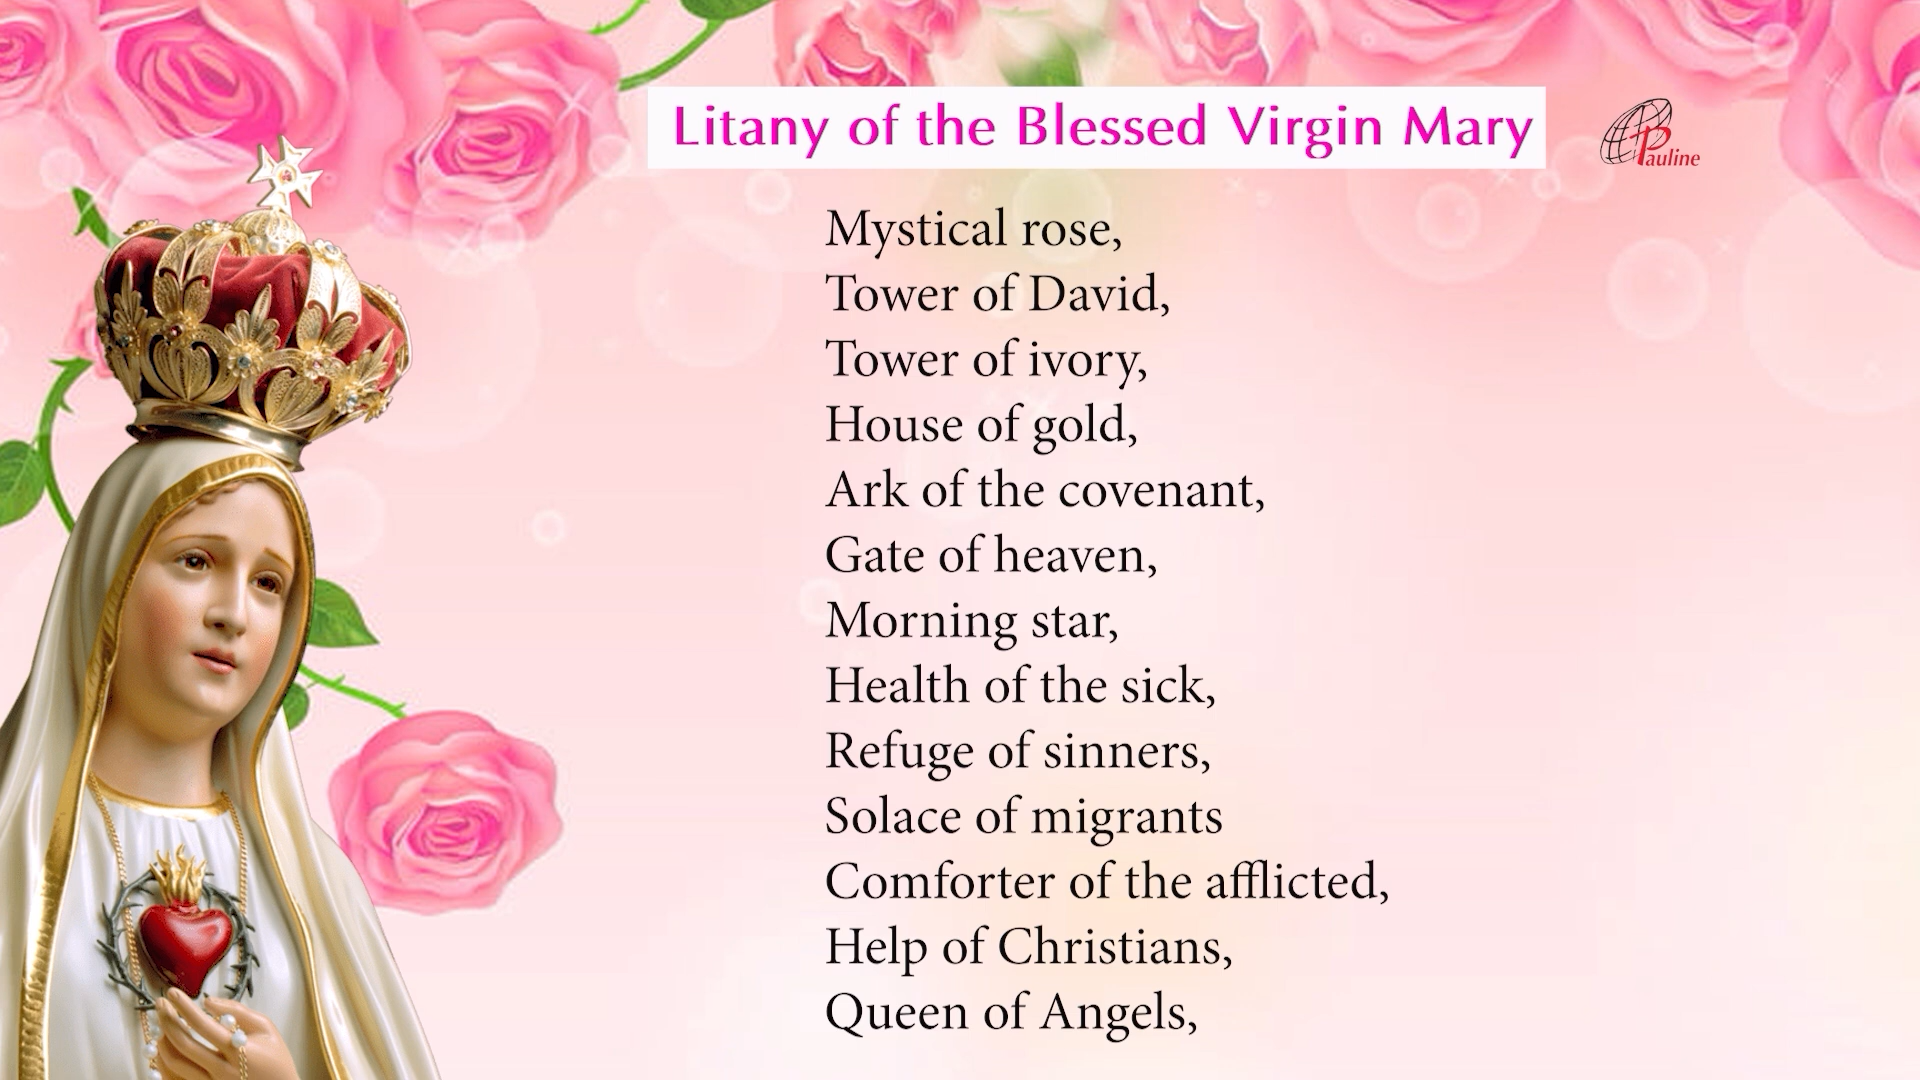 Litany of the Blessed Virgin Mary
Pauline
Mystical rose,
Tower of David,
Tower of ivory,
House of gold,
Ark of the covenant,
Gate of heaven,
Morning star,
Health of the sick,
Refuge of sinners,
Solace of migrants
Comforter of the afflicted,
Help of Christians,
Queen of Angels,